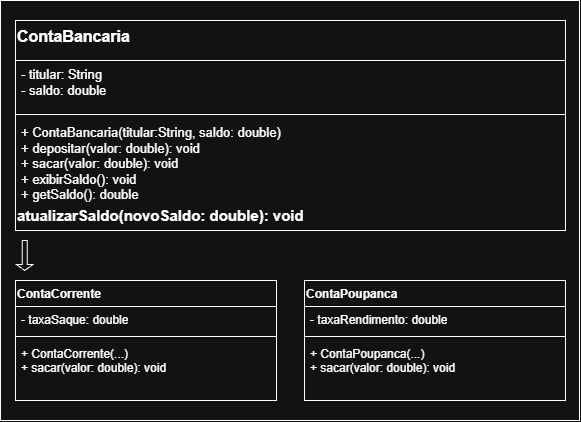 ContaBancaria
- titular: String
- saldo: double
+ ContaBancaria(titular:String, saldo: double)
+ depositar(valor: double): void
+ sacar(valor: double): void
+ exibirSaldo(): void
+ getSaldo(): double
atualizarSaldo(novoSaldo: double): void
ContaCorrente
- taxaSaque: double
+ ContaCorrente(...)
+ sacar(valor: double): void
ContaPoupanca
- taxaRendimento: double
+ ContaPoupanca(...)
+ sacar(valor: double): void